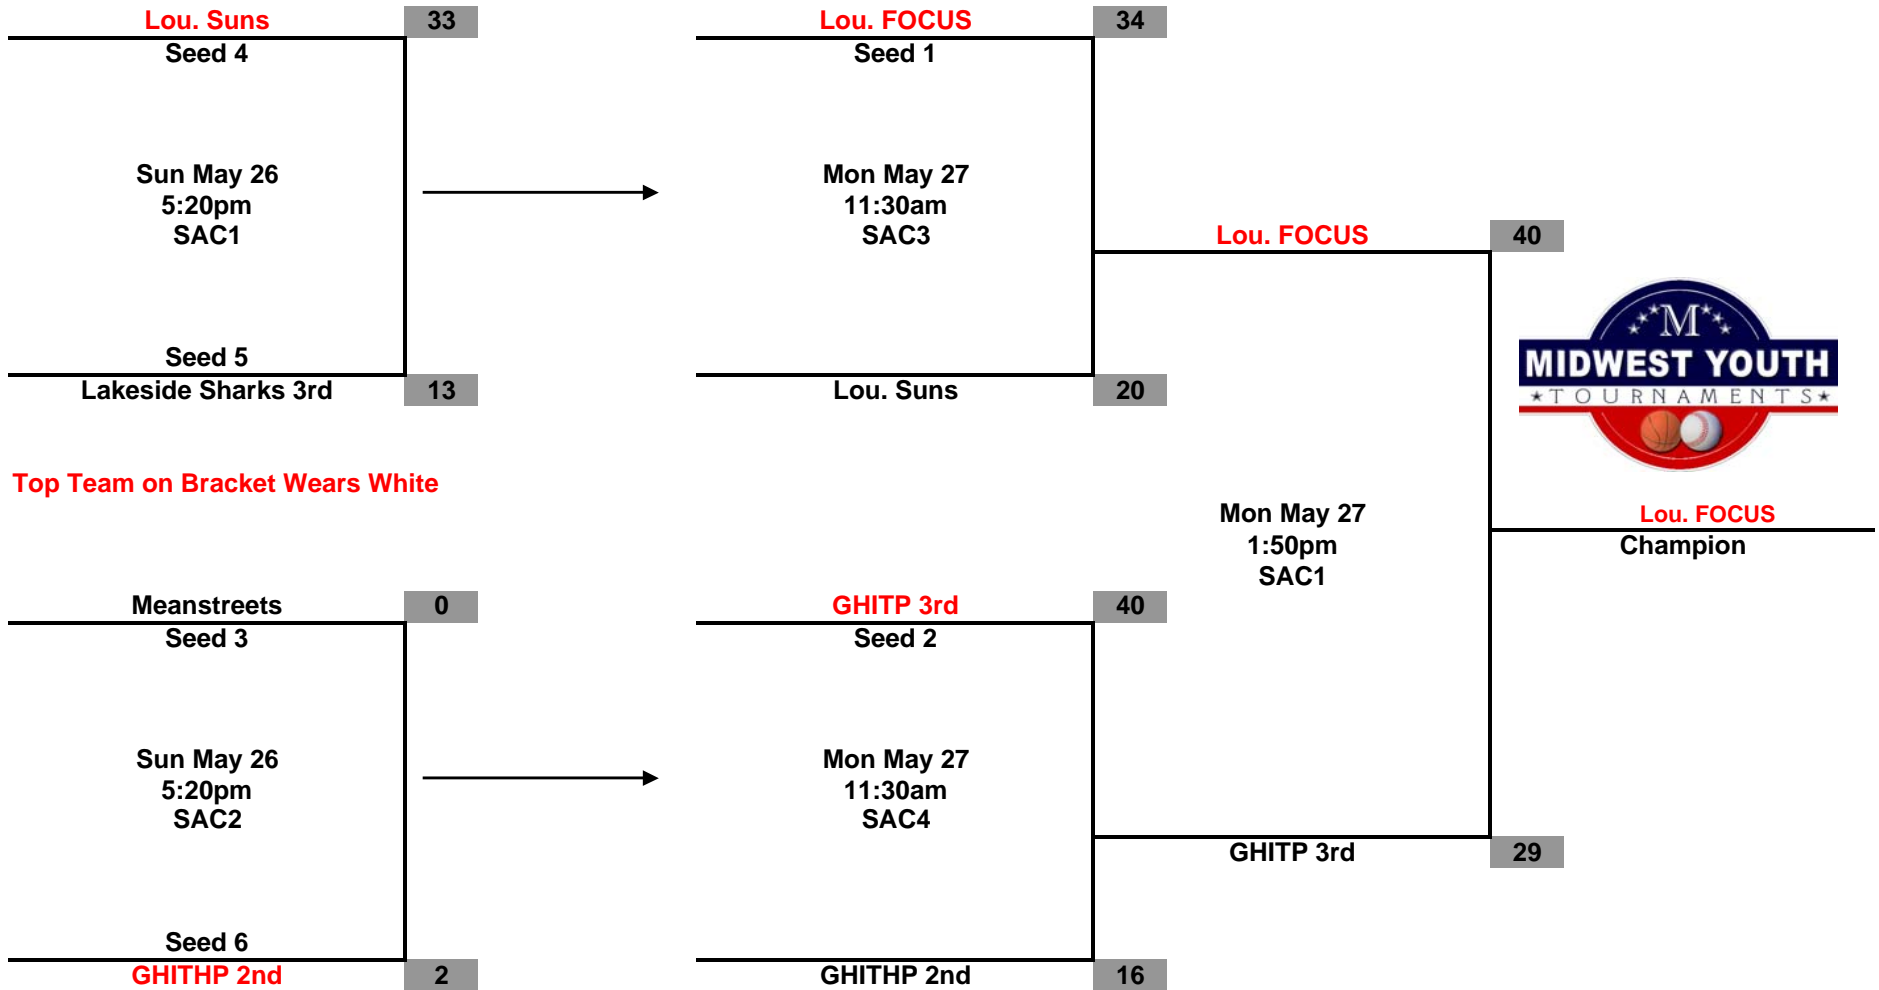 Lou. Suns 33
Seed 4
Sun May 26
5:20pm
SAC1
Seed 5
Lakeside Sharks 3rd 13
Lou. FOCUS 34
Seed 1
Mon May 27
11:30am
SAC3
Lou. Suns 20
Lou. FOCUS 40
M
MIDWEST YOUTH
TOURNAMENTS
Top Team on Bracket Wears White
Mon May 27
1:50pm
SAC1
Lou. FOCUS
Champion
Meanstreets 0
Seed 3
Sun May 26
5:20pm
SAC2
Seed 6
GHITHP 2nd 2
GHITP 3rd 40
Seed 2
Mon May 27
11:30am
SAC4
GHITHP 2nd 16
GHITP 3rd 29